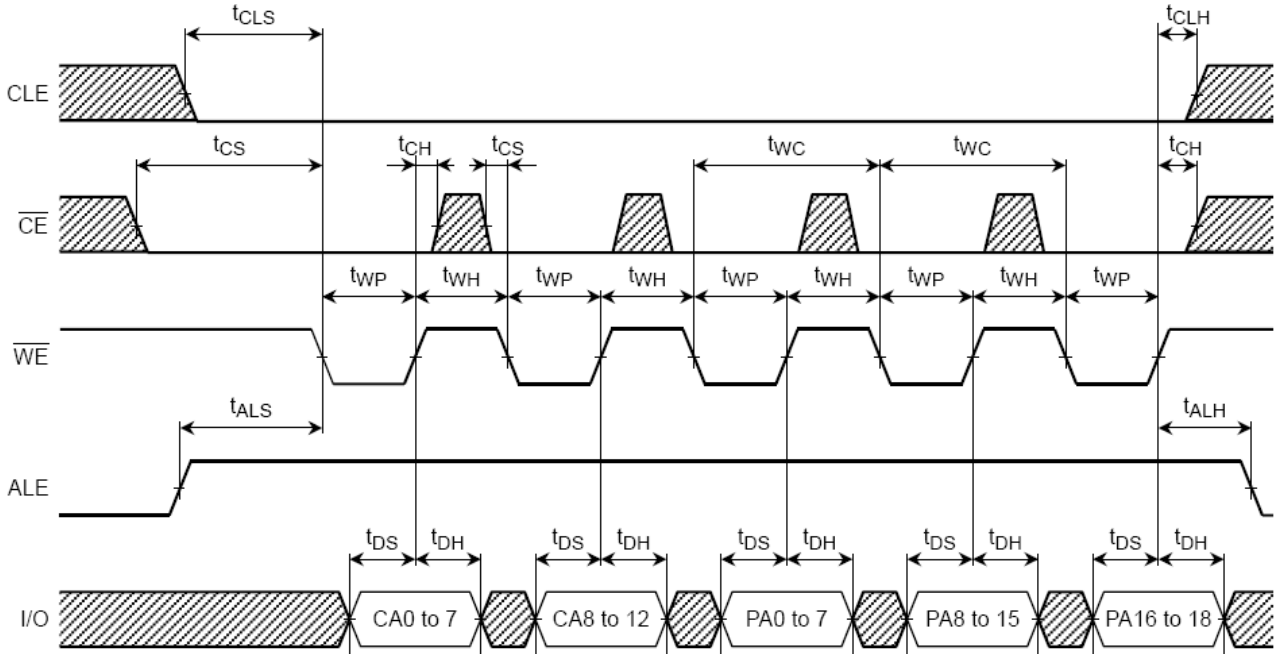 tCLS tCLH
CLE
tCS tCH tCS tWC tWC tCH
CE
tWP tWH tWP tWH tWP tWH tWP tWH tWP
WE
tALS tALH
ALE
tDS tDH tDS tDH tDS tDH tDS tDH tDS tDH
I/O CA0 to 7 CA8 to 12 PA0 to 7 PA8 to 15 PA16 to 18